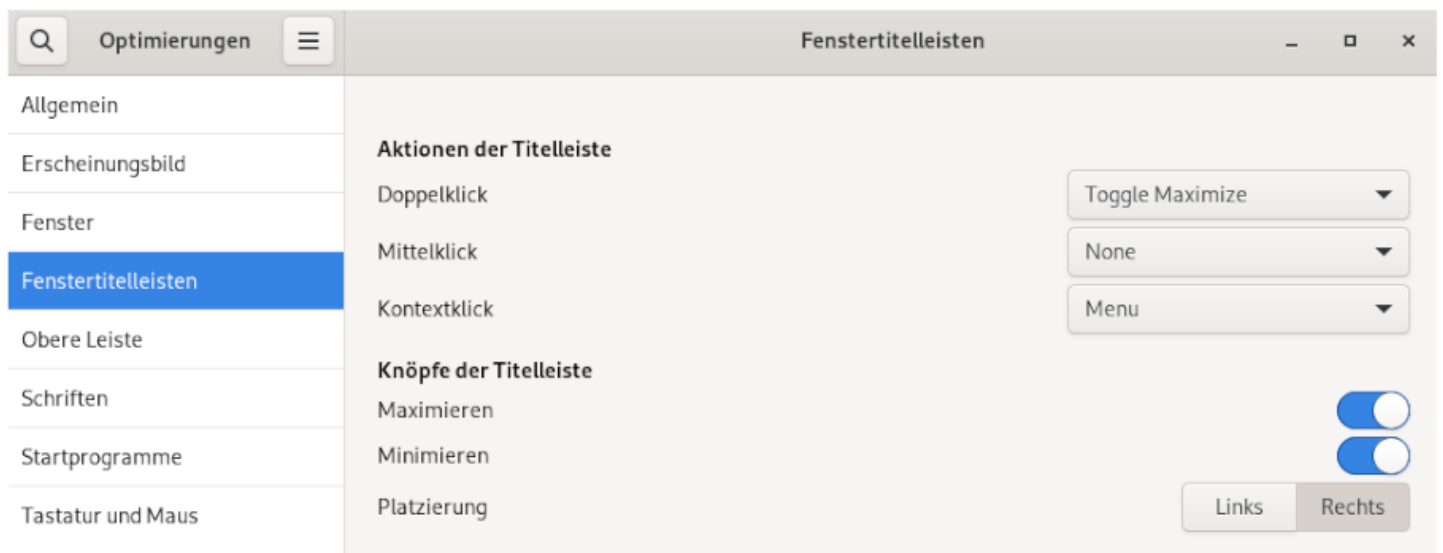 Optimierungen
Fenstertitelleisten
Allgemein
Erscheinungsbild
Fenster
Fenstertitelleisten
Obere Leiste
Schriften
Startprogramme
Tastatur und Maus
Aktionen der Titelleiste
Doppelklick Toggle Maximize
Mittelklick None
Kontextklick Menu
Knöpfe der Titelleiste
Maximieren
Minimieren
Platzierung Links Rechts